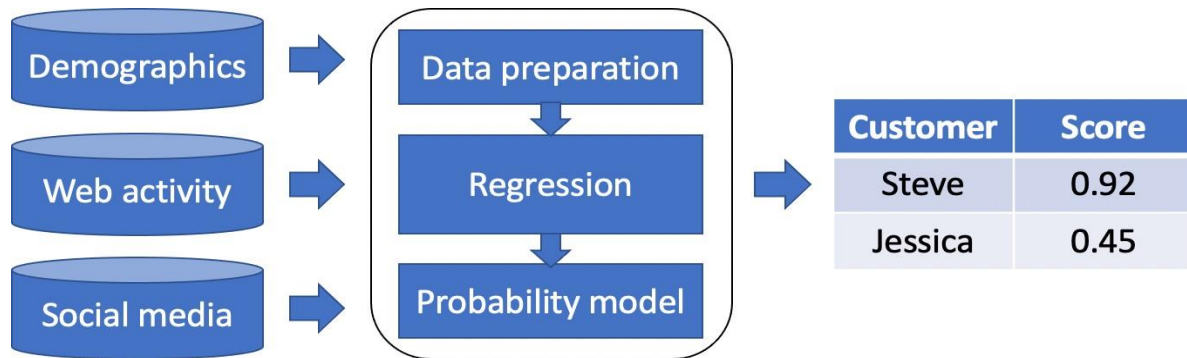 Demographics
Web activity
Social media
Data preparation
Regression
Probability model
Customer Score
Steve 0.92
Jessica 0.45